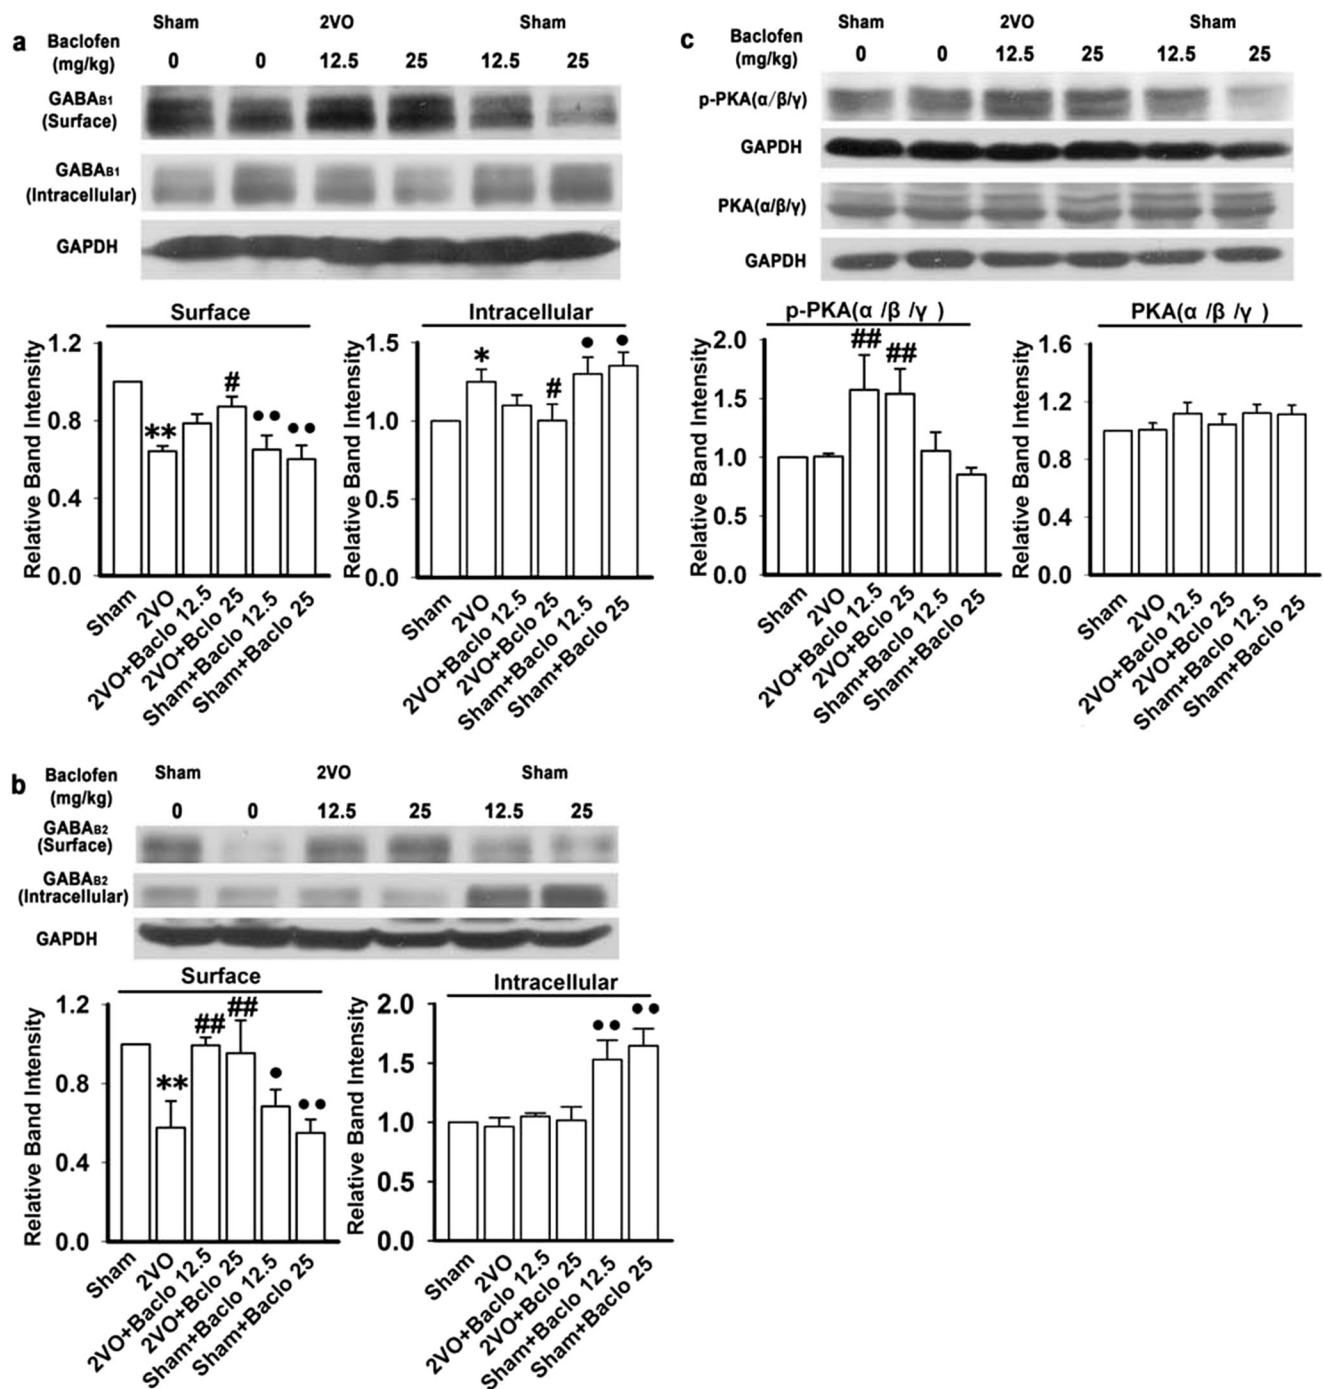 a
Sham 2VO Sham
Baclofen
(mg/kg) 0 0 12.5 25 12.5 25
GABAB1
(Surface)
GABAB1
(Intracellular)
GAPDH
Surface
Relative Band Intensity
1.2
0.8
0.4
0.0
** # •• ••
Sham
2VO
2VO+Baclo 12.5
2VO+Bclo 25
Sham+Baclo 12.5
Sham+Baclo 25
Intracellular
Relative Band Intensity
1.5
1.0
0.5
0.0
* # • •
Sham
2VO
2VO+Baclo 12.5
2VO+Bclo 25
Sham+Baclo 12.5
Sham+Baclo 25
b
Baclofen Sham 2VO Sham
(mg/kg) 0 0 12.5 25 12.5 25
GABAB2
(Surface)
GABAB2
(Intracellular)
GAPDH
Surface
Relative Band Intensity
1.2
0.8
0.4
0.0
** ## ## • ••
Sham
2VO
2VO+Baclo 12.5
2VO+Bclo 25
Sham+Baclo 12.5
Sham+Baclo 25
Intracellular
Relative Band Intensity
2.0
1.5
1.0
0.5
0.0
•• ••
Sham
2VO
2VO+Baclo 12.5
2VO+Bclo 25
Sham+Baclo 12.5
Sham+Baclo 25
c
Sham 2VO Sham
Baclofen
(mg/kg) 0 0 12.5 25 12.5 25
p-PKA(α/β/γ)
GAPDH
PKA(α/β/γ)
GAPDH
p-PKA(α /β /γ )
Relative Band Intensity
2.0
1.5
1.0
0.5
0.0
## ##
Sham
2VO
2VO+Baclo 12.5
2VO+Bclo 25
Sham+Baclo 12.5
Sham+Baclo 25
PKA(α /β /γ )
Relative Band Intensity
1.6
1.2
0.8
0.4
0.0
Sham
2VO
2VO+Baclo 12.5
2VO+Bclo 25
Sham+Baclo 12.5
Sham+Baclo 25